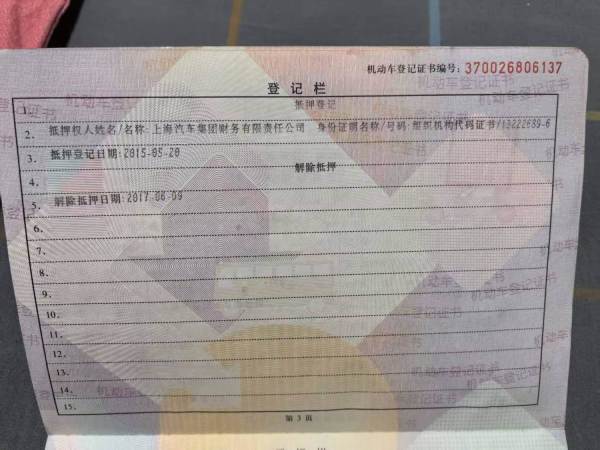 机动车登记证书编号：370026806137
登记栏
1. 抵押登记
2. 抵押权人姓名/名称：上海汽车集团财务有限责任公司 身份证明名称/号码：组织机构代码证书/13222689-6
3. 抵押登记日期：2015-05-20
4. 解除抵押
5. 解除抵押日期：2017-06-09
6.
7.
8.
9.
10.
11.
12.
13.
14.
15.
第3页